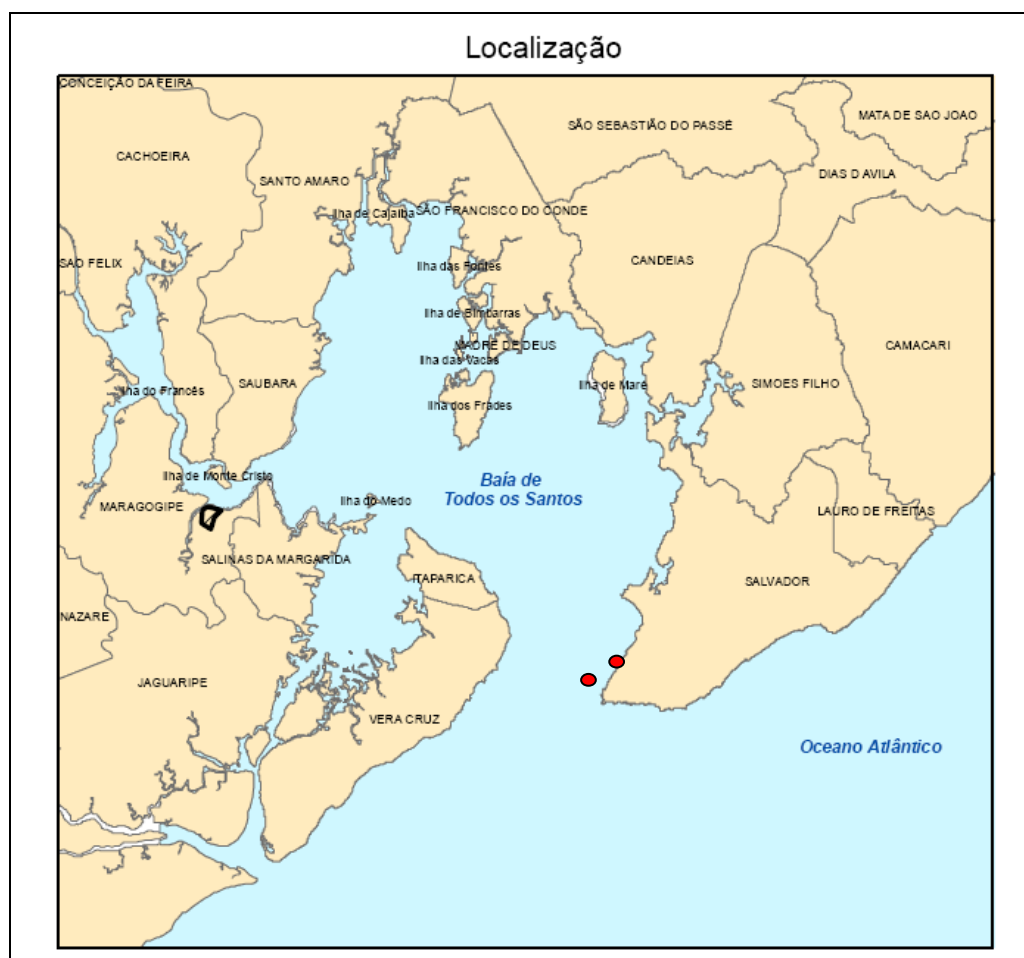 Localização
CONCEIÇÃO DA FEIRA
MATA DE SAO JOAO
SÃO SEBASTIÃO DO PASSÉ
CACHOEIRA
DIAS D AVILA
SANTO AMARO
Ilha de Cajaíba
SÃO FRANCISCO DO CONDE
SAO FELIX
CANDEIAS
Ilha das Fontes
Ilha de Bimbarras
MADRE DE DEUS
CAMACARI
Ilha das Vacas
SAUBARA
Ilha de Maré
SIMOES FILHO
Ilha do Francês
Ilha dos Frades
Ilha de Monte Cristo
Baía de
Todos os Santos
MARAGOGIPE
Ilha do Medo
LAURO DE FREITAS
SALINAS DA MARGARIDA
ITAPARICA
SALVADOR
NAZARE
JAGUARIPE
VERA CRUZ
Oceano Atlântico